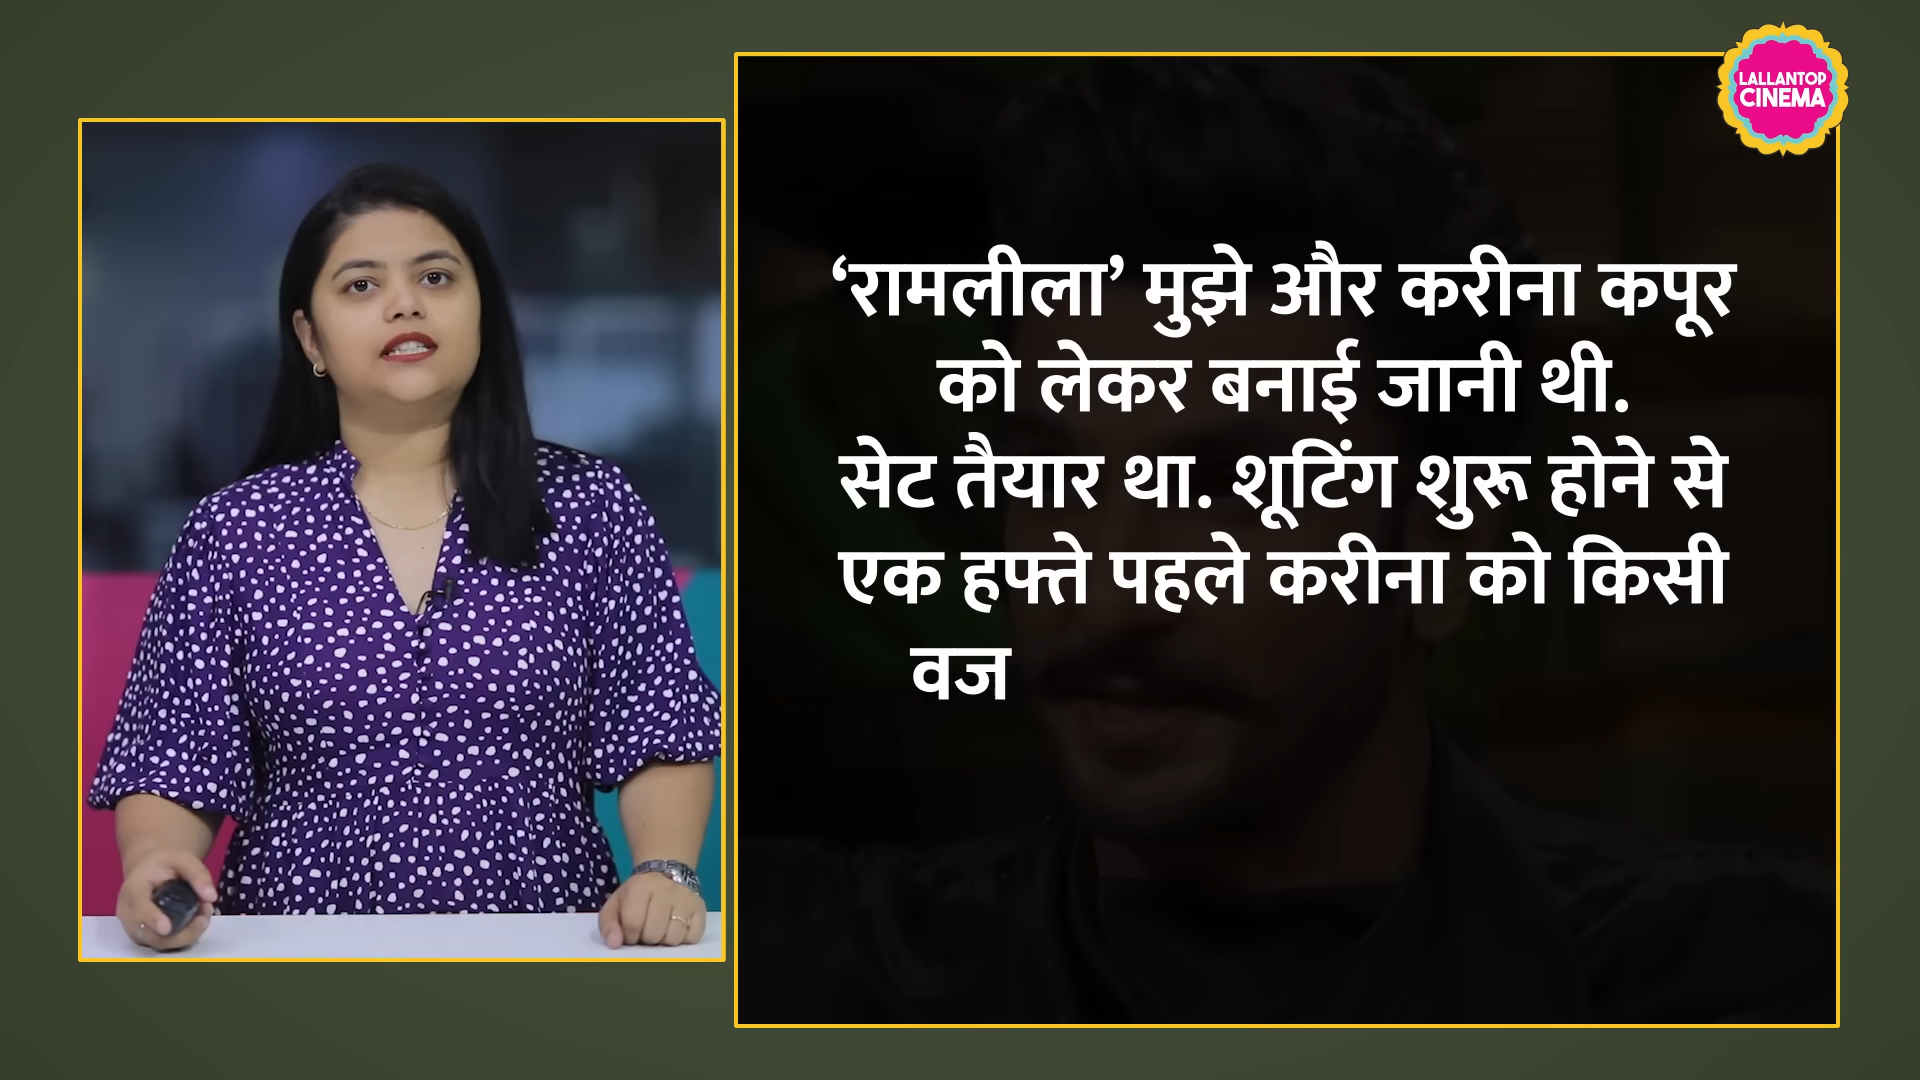 LALLANTOP
CINEMA
‘रामलीला’ मुझे और करीना कपूर
को लेकर बनाई जानी थी.
सेट तैयार था. शूटिंग शुरू होने से
एक हफ्ते पहले करीना को किसी
वज